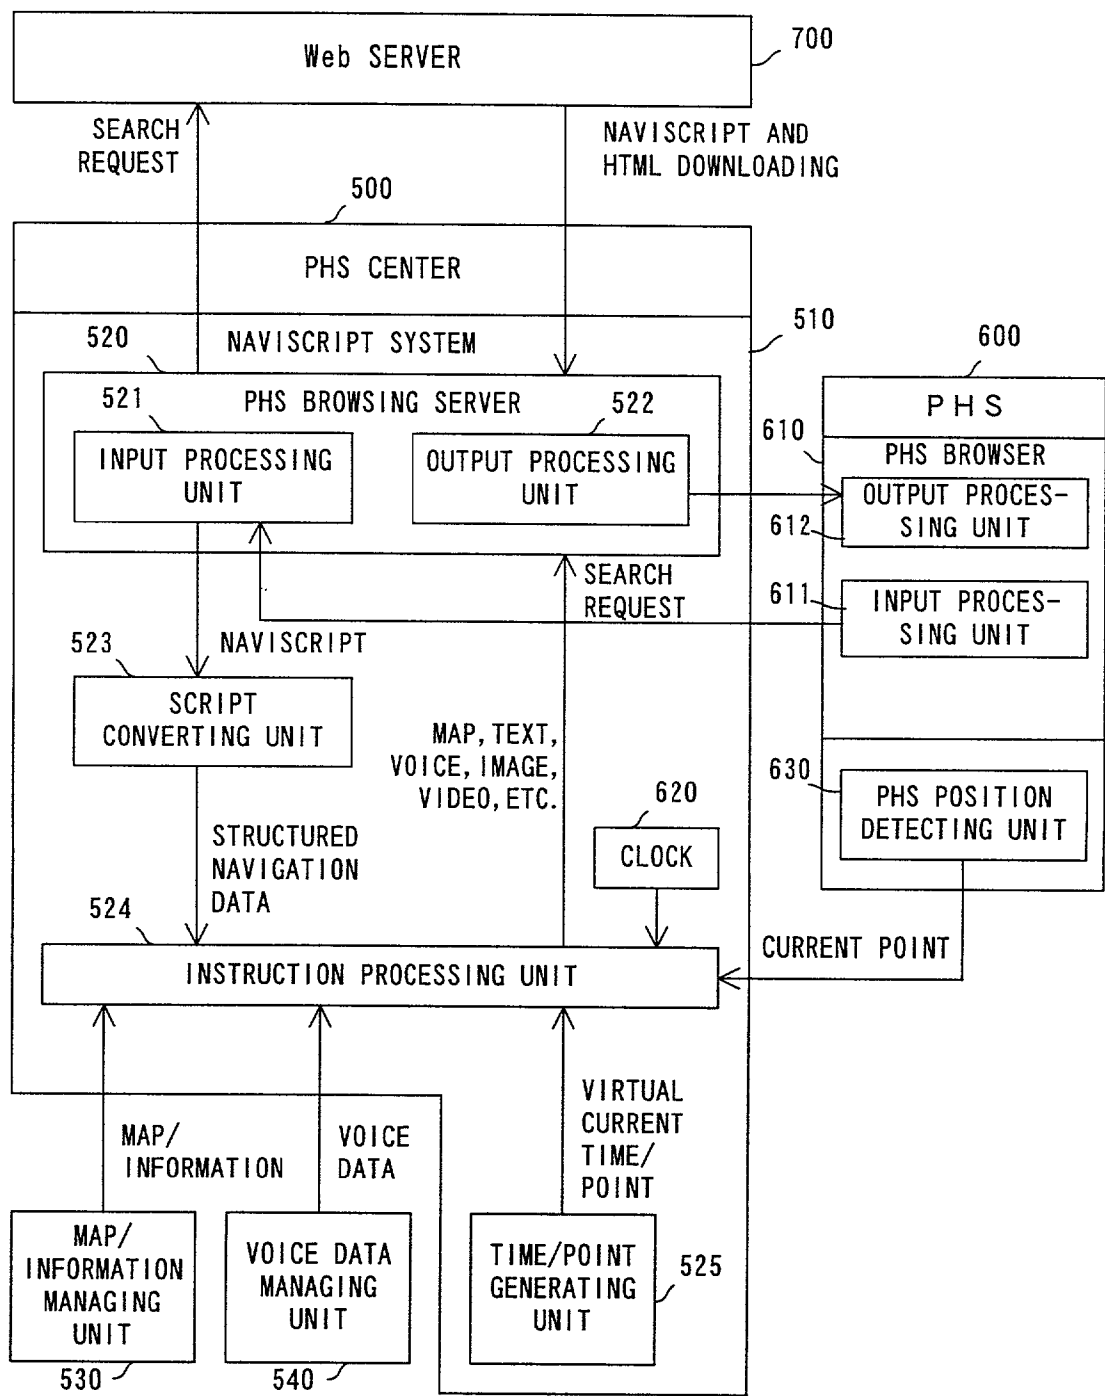 Web SERVER
700
SEARCH
REQUEST
NAVISCRIPT AND
HTML DOWNLOADING
500
PHS CENTER
510
520
NAVISCRIPT SYSTEM
600
521
PHS BROWSING SERVER
522
PHS
610
INPUT PROCESSING
UNIT
OUTPUT PROCESSING
UNIT
PHS BROWSER
OUTPUT PROCES-
SING UNIT
612
SEARCH
REQUEST
611
INPUT PROCES-
SING UNIT
523
NAVISCRIPT
SCRIPT
CONVERTING UNIT
MAP, TEXT,
VOICE, IMAGE,
VIDEO, ETC.
620
630
PHS POSITION
DETECTING UNIT
STRUCTURED
NAVIGATION
DATA
CLOCK
524
CURRENT POINT
INSTRUCTION PROCESSING UNIT
MAP/
INFORMATION
VOICE
DATA
VIRTUAL
CURRENT
TIME/
POINT
MAP/
INFORMATION
MANAGING
UNIT
VOICE DATA
MANAGING
UNIT
TIME/POINT
GENERATING
UNIT
525
530
540